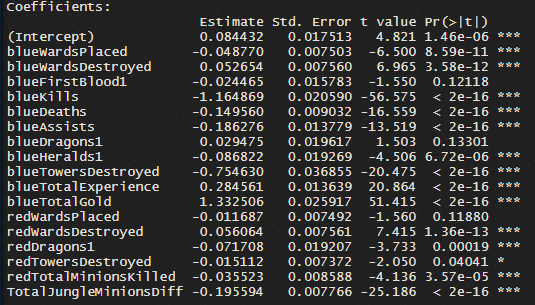 Coefficients:
Estimate Std. Error t value Pr(>|t|)
(Intercept) 0.084432 0.017513 4.821 1.46e-06 ***
blueWardsPlaced -0.048770 0.007503 -6.500 8.59e-11 ***
blueWardsDestroyed 0.052654 0.007560 6.965 3.58e-12 ***
blueFirstBlood1 -0.024465 0.015783 -1.550 0.12118
blueKills -1.164869 0.020590 -56.575 < 2e-16 ***
blueDeaths -0.149560 0.009032 -16.559 < 2e-16 ***
blueAssists -0.186276 0.013779 -13.519 < 2e-16 ***
blueDragons1 0.029475 0.019617 1.503 0.13301
blueHeralds1 -0.086822 0.019269 -4.506 6.72e-06 ***
blueTowersDestroyed -0.754630 0.036855 -20.475 < 2e-16 ***
blueTotalExperience 0.284561 0.013639 20.864 < 2e-16 ***
blueTotalGold 1.332506 0.025917 51.415 < 2e-16 ***
redWardsPlaced -0.011687 0.007492 -1.560 0.11880
redWardsDestroyed 0.056064 0.007561 7.415 1.36e-13 ***
redDragons1 -0.071708 0.019207 -3.733 0.00019 ***
redTowersDestroyed -0.015112 0.007372 -2.050 0.04041 *
redTotalMinionsKilled -0.035523 0.008588 -4.136 3.57e-05 ***
TotalJungleMinionsDiff -0.195594 0.007766 -25.186 < 2e-16 ***